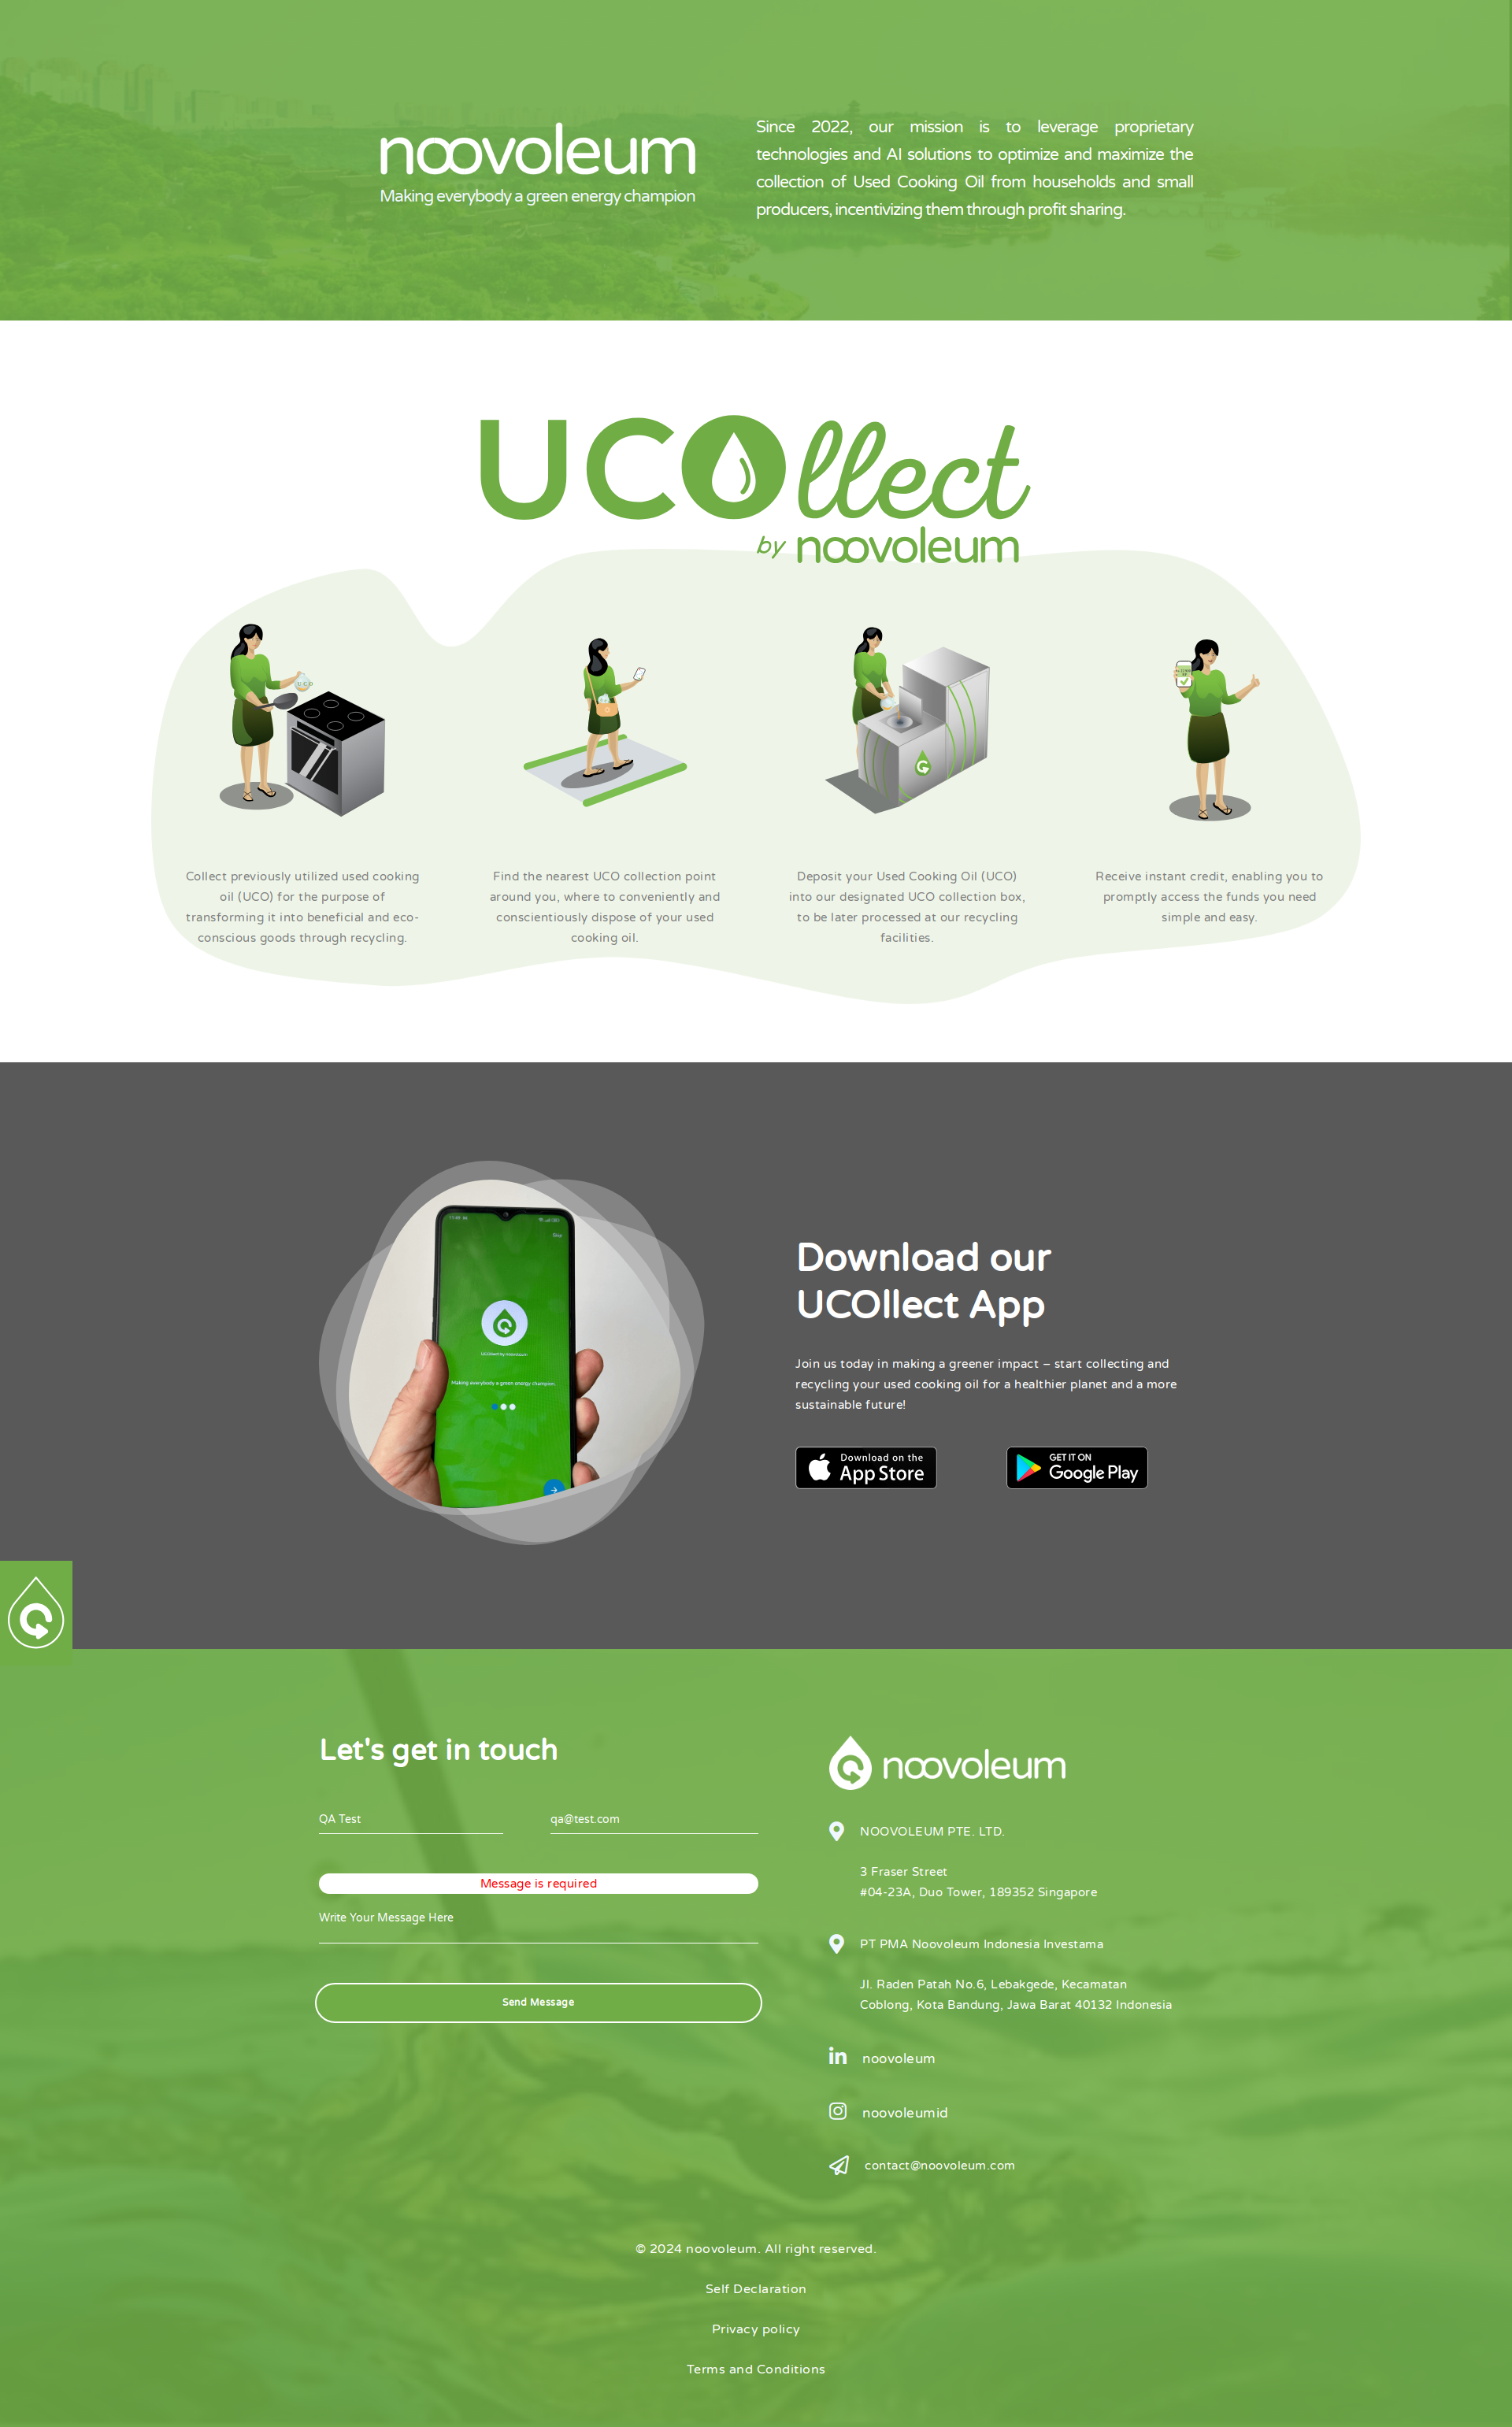 noovoleum
Making everybody a green energy champion
Since 2022, our mission is to leverage proprietary
technologies and AI solutions to optimize and maximize the
collection of Used Cooking Oil from households and small
producers, incentivizing them through profit sharing.
UCOllect
by noovoleum
UCO
Collect previously utilized used cooking
oil (UCO) for the purpose of
transforming it into beneficial and eco-
conscious goods through recycling.
Find the nearest UCO collection point
around you, where to conveniently and
conscientiously dispose of your used
cooking oil.
Deposit your Used Cooking Oil (UCO)
into our designated UCO collection box,
to be later processed at our recycling
facilities.
Receive instant credit, enabling you to
promptly access the funds you need
simple and easy.
Skip
UCOllect by noovoleum
Making everybody a green energy champion.
Download our
UCOllect App
Join us today in making a greener impact – start collecting and
recycling your used cooking oil for a healthier planet and a more
sustainable future!
Download on the
App Store
GET IT ON
Google Play
Let's get in touch
QA Test
qa@test.com
Message is required
Write Your Message Here
Send Message
noovoleum
NOOVOLEUM PTE. LTD.
3 Fraser Street
#04-23A, Duo Tower, 189352 Singapore
PT PMA Noovoleum Indonesia Investama
Jl. Raden Patah No.6, Lebakgede, Kecamatan
Coblong, Kota Bandung, Jawa Barat 40132 Indonesia
noovoleum
noovoleumid
contact@noovoleum.com
© 2024 noovoleum. All right reserved.
Self Declaration
Privacy policy
Terms and Conditions